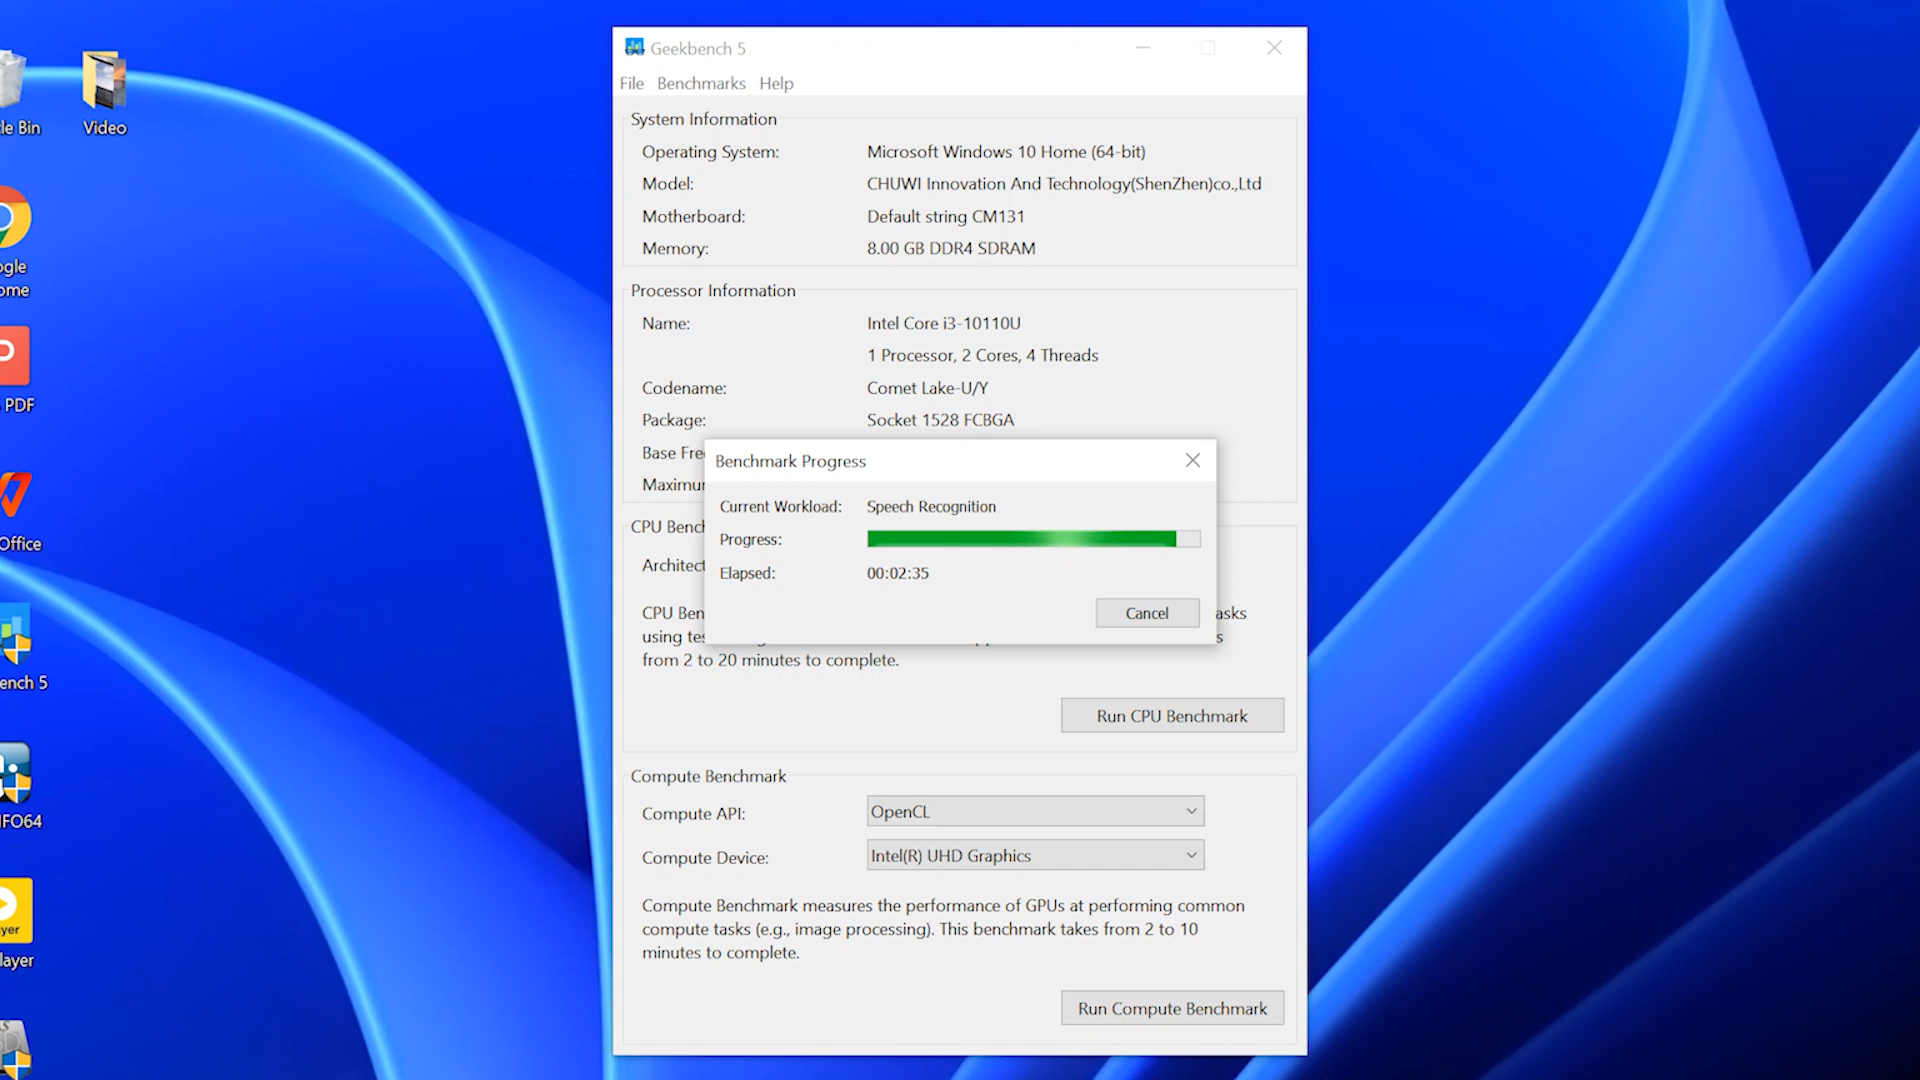 le Bin
Video
ogle
ome
PDF
Office
ench 5
FO64
yer
layer
Geekbench 5
File Benchmarks Help
System Information
Operating System: Microsoft Windows 10 Home (64-bit)
Model: CHUWI Innovation And Technology(ShenZhen)co.,Ltd
Motherboard: Default string CM131
Memory: 8.00 GB DDR4 SDRAM
Processor Information
Name: Intel Core i3-10110U
1 Processor, 2 Cores, 4 Threads
Codename: Comet Lake-U/Y
Package: Socket 1528 FCBGA
Base Fre
Maximu
Benchmark Progress
Current Workload: Speech Recognition
Progress:
Elapsed: 00:02:35
Cancel
CPU Bench
Architect
CPU Ben asks
using tes s
from 2 to 20 minutes to complete.
Run CPU Benchmark
Compute Benchmark
Compute API: OpenCL
Compute Device: Intel(R) UHD Graphics
Compute Benchmark measures the performance of GPUs at performing common
compute tasks (e.g., image processing). This benchmark takes from 2 to 10
minutes to complete.
Run Compute Benchmark